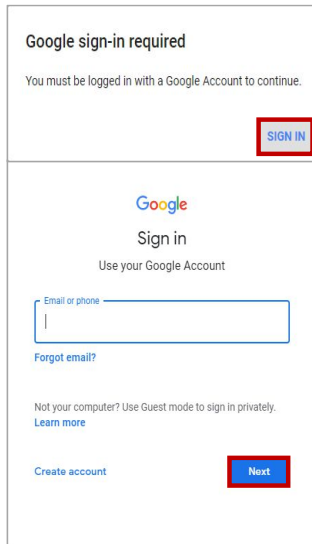 Google sign-in required
You must be logged in with a Google Account to continue.
SIGN IN
Google
Sign in
Use your Google Account
Email or phone
Forgot email?
Not your computer? Use Guest mode to sign in privately.
Learn more
Create account
Next